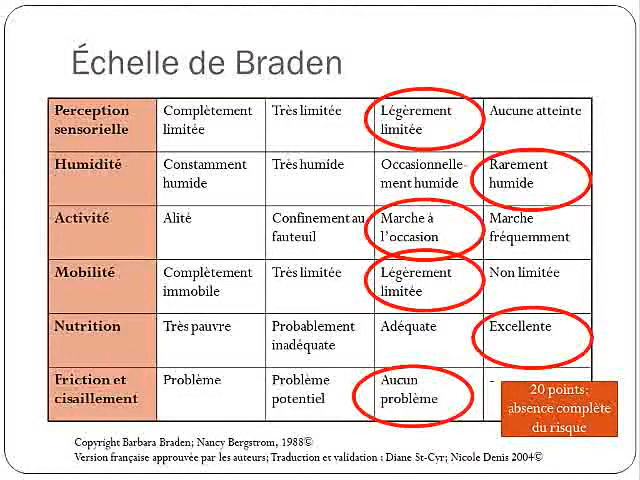 Échelle de Braden
Perception sensorielle Complètement limitée Très limitée Légèrement limitée Aucune atteinte
Humidité Constamment humide Très humide Occasionnelle-ment humide Rarement humide
Activité Alité Confinement au fauteuil Marche à l'occasion Marche fréquemment
Mobilité Complètement immobile Très limitée Légèrement limitée Non limitée
Nutrition Très pauvre Probablement inadéquate Adéquate Excellente
Friction et cisaillement Problème Problème potentiel Aucun problème -
20 points;
absence complète
du risque
Copyright Barbara Braden; Nancy Bergstrom, 1988©
Version française approuvée par les auteurs; Traduction et validation : Diane St-Cyr; Nicole Denis 2004©